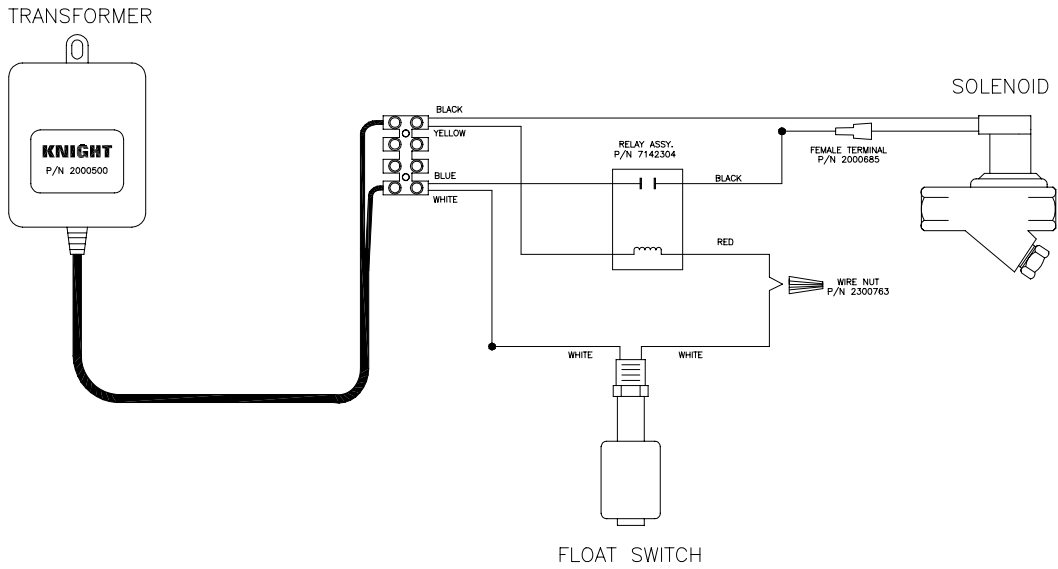 TRANSFORMER
KNIGHT
P/N 2000500
BLACK
YELLOW
BLUE
WHITE
RELAY ASSY.
P/N 7142304
BLACK
RED
FEMALE TERMINAL
P/N 2000685
SOLENOID
WIRE NUT
P/N 2300763
WHITE
WHITE
FLOAT SWITCH